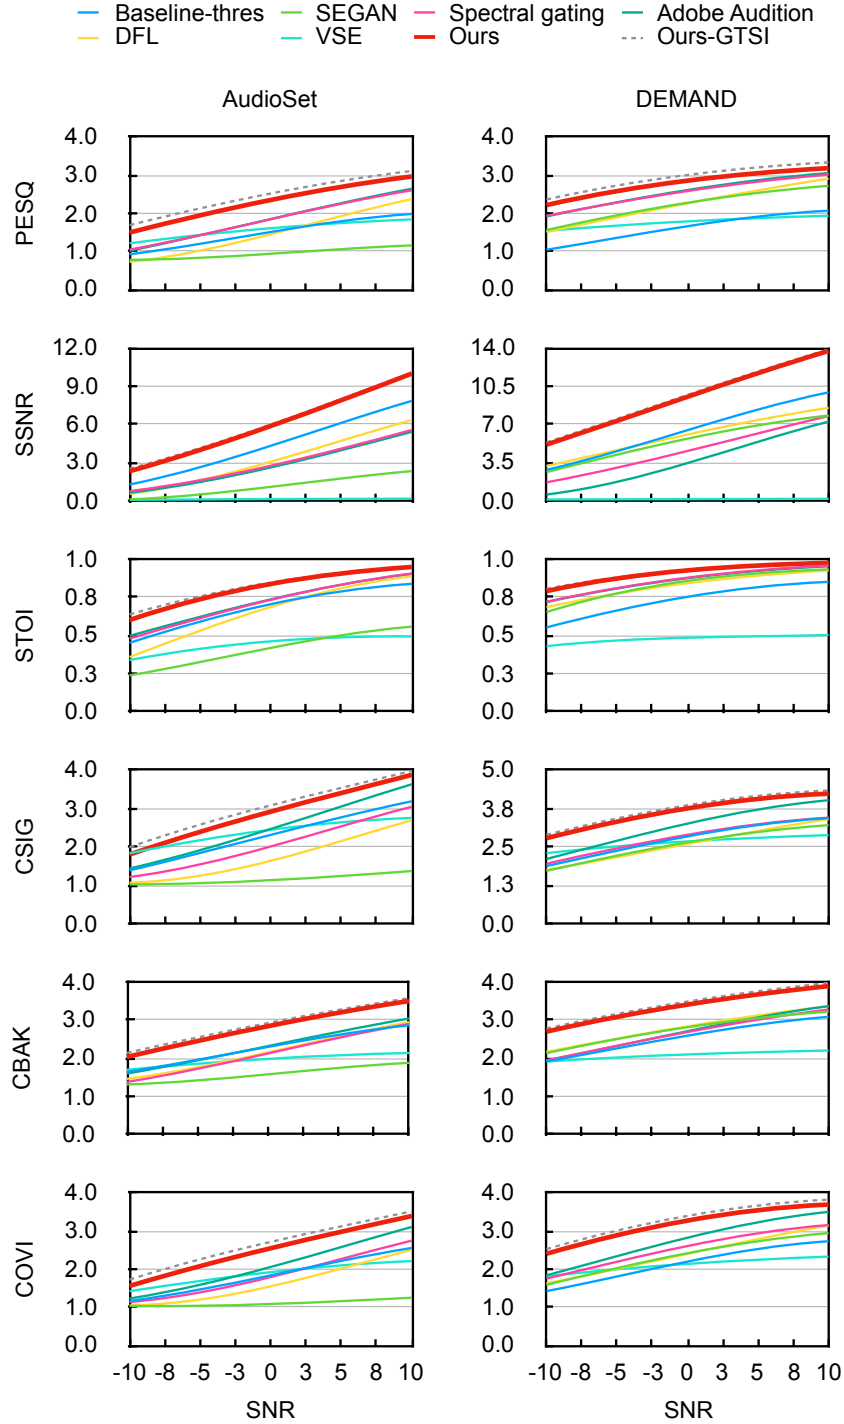 Baseline-thres SEGAN Spectral gating Adobe Audition
DFL VSE Ours Ours-GTSI
AudioSet DEMAND
PESQ
4.0 4.0
3.0 3.0
2.0 2.0
1.0 1.0
0.0 0.0
SSNR
12.0 14.0
9.0 10.5
6.0 7.0
3.0 3.5
0.0 0.0
STOI
1.0 1.0
0.8 0.8
0.5 0.5
0.3 0.3
0.0 0.0
CSIG
4.0 5.0
3.0 3.8
2.0 2.5
1.0 1.3
0.0 0.0
CBAK
4.0 4.0
3.0 3.0
2.0 2.0
1.0 1.0
0.0 0.0
COVI
4.0 4.0
3.0 3.0
2.0 2.0
1.0 1.0
0.0 0.0
-10 -8 -5 -3 0 3 5 8 10 -10 -8 -5 -3 0 3 5 8 10
SNR SNR